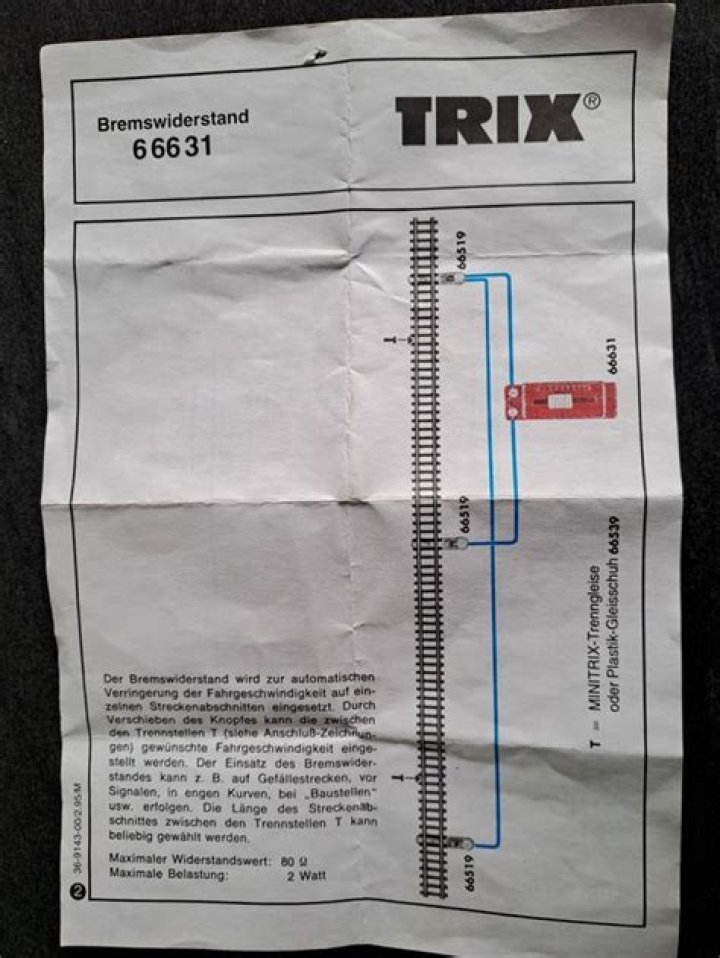 Bremswiderstand
66631
TRIX®
66519
66631
66519
66519
T
T
T = MINITRIX-Trenngleise
oder Plastik-Gleisschuh 66539
Der Bremswiderstand wird zur automatischen
Verringerung der Fahrgeschwindigkeit auf ein-
zelnen Streckenabschnitten eingesetzt. Durch
Verschieben des Knopfes kann die zwischen
den Trennstellen T (siehe Anschluß-Zeichnun-
gen) gewünschte Fahrgeschwindigkeit einge-
stellt werden. Der Einsatz des Bremswider-
standes kann z. B. auf Gefällestrecken, vor
Signalen, in engen Kurven, bei „Baustellen"
usw. erfolgen. Die Länge des Streckenab-
schnittes zwischen den Trennstellen T kann
beliebig gewählt werden.
Maximaler Widerstandswert: 80 Ω
Maximale Belastung: 2 Watt
2 36-9143-00/2.95/M